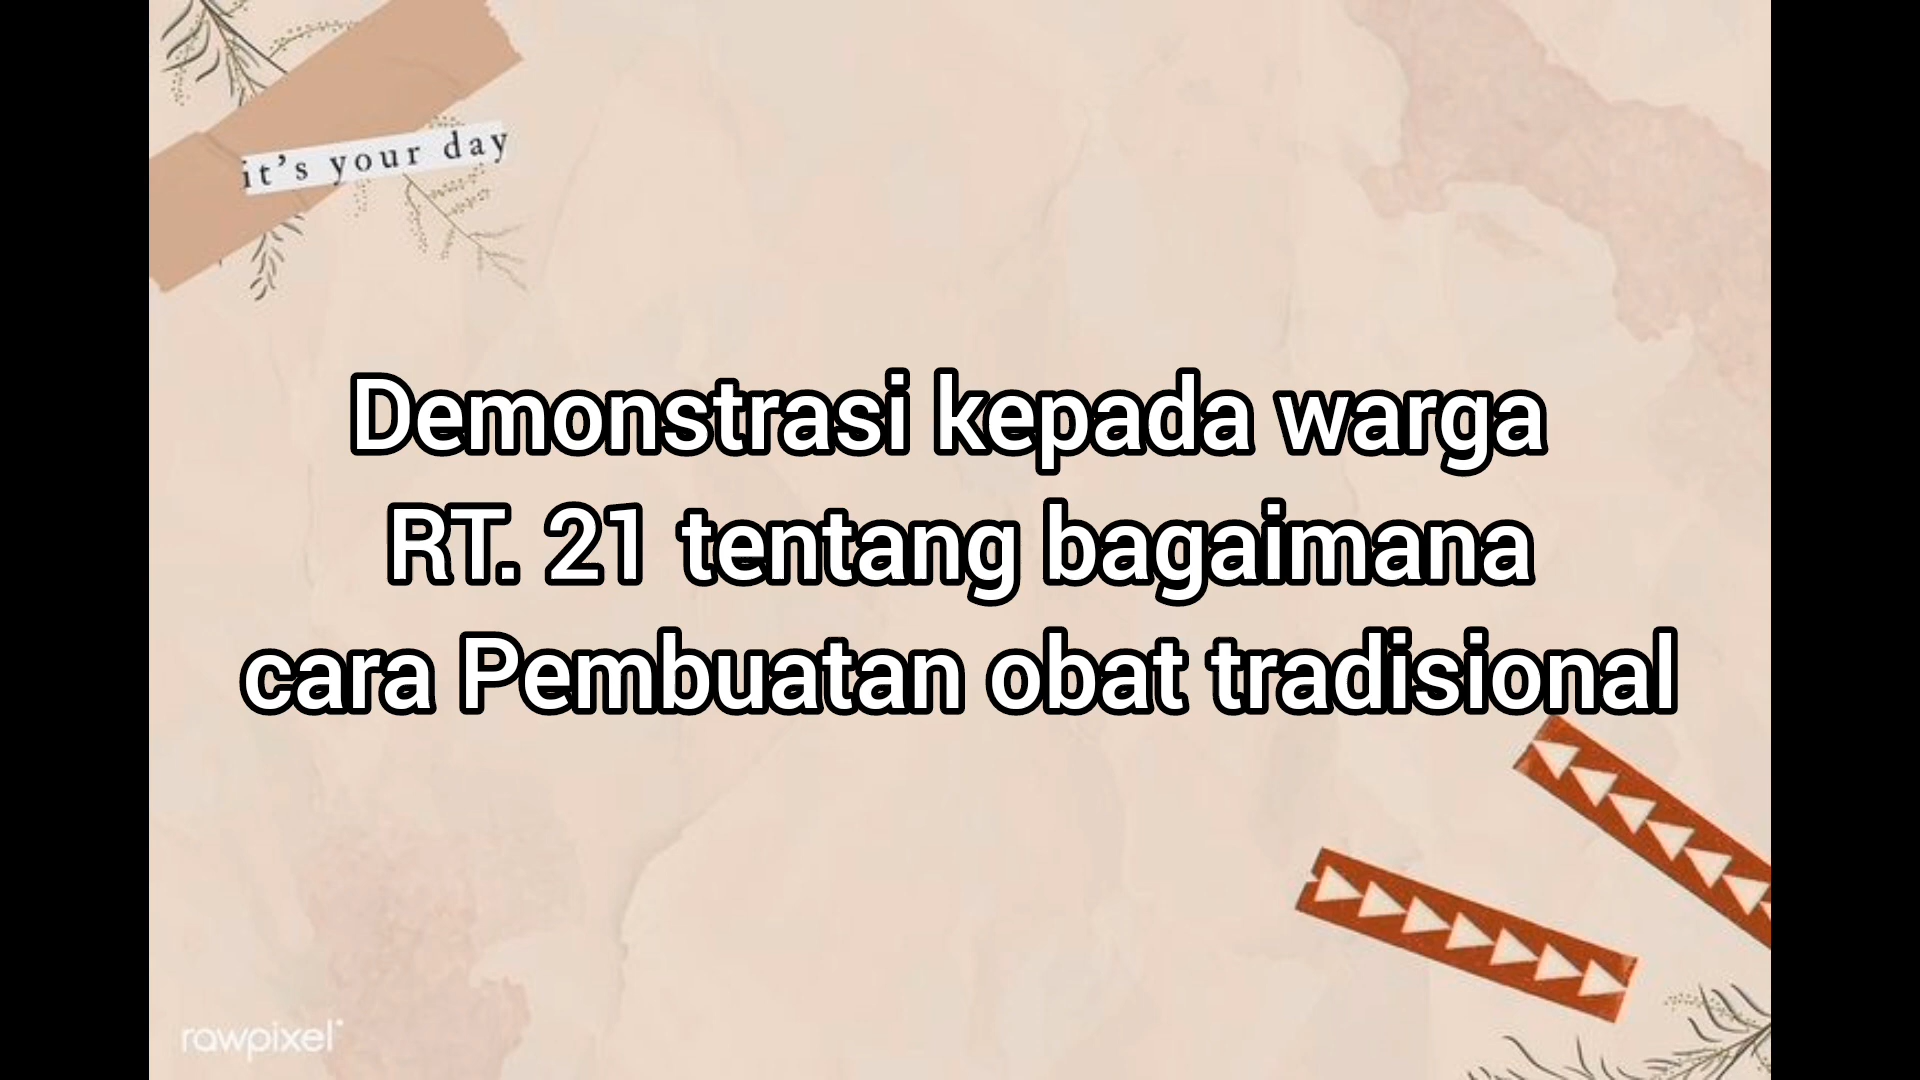 it's your day
Demonstrasi kepada warga
RT. 21 tentang bagaimana
cara Pembuatan obat tradisional
rawpixel